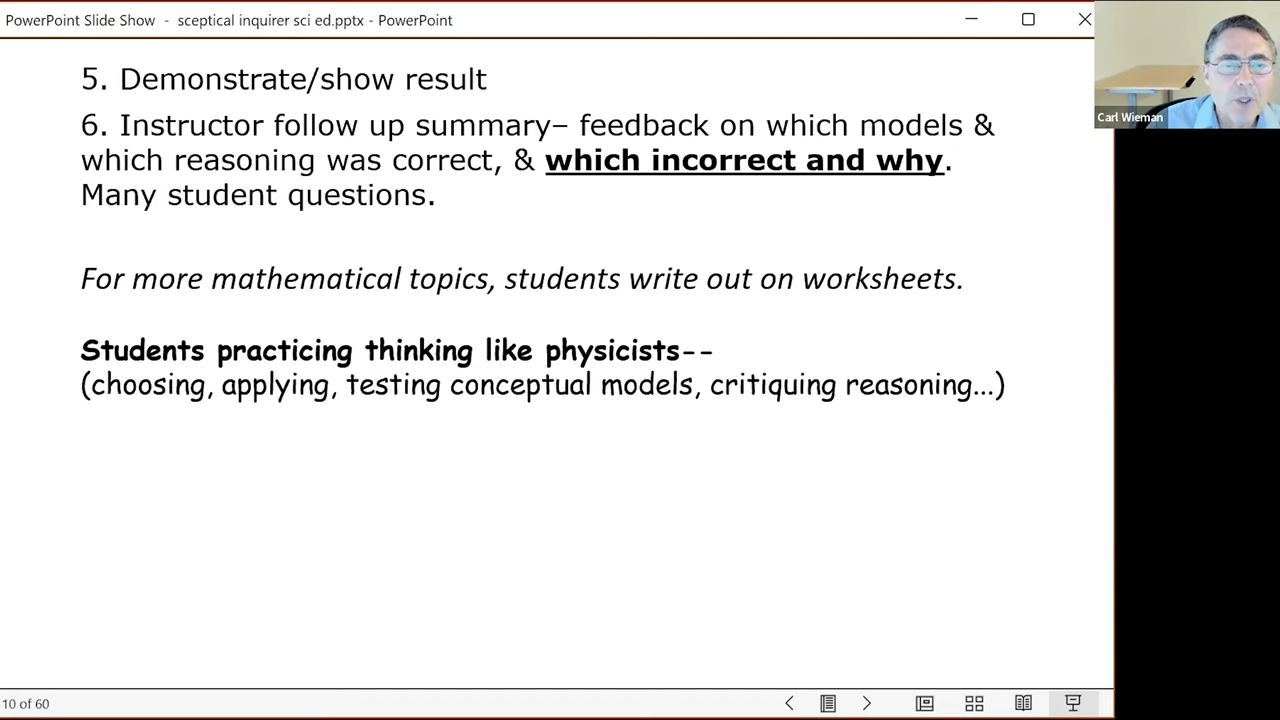 PowerPoint Slide Show - sceptical inquirer sci ed.pptx - PowerPoint
Carl Wieman
5. Demonstrate/show result
6. Instructor follow up summary– feedback on which models &
which reasoning was correct, & which incorrect and why.
Many student questions.
For more mathematical topics, students write out on worksheets.
Students practicing thinking like physicists--
(choosing, applying, testing conceptual models, critiquing reasoning...)
10 of 60